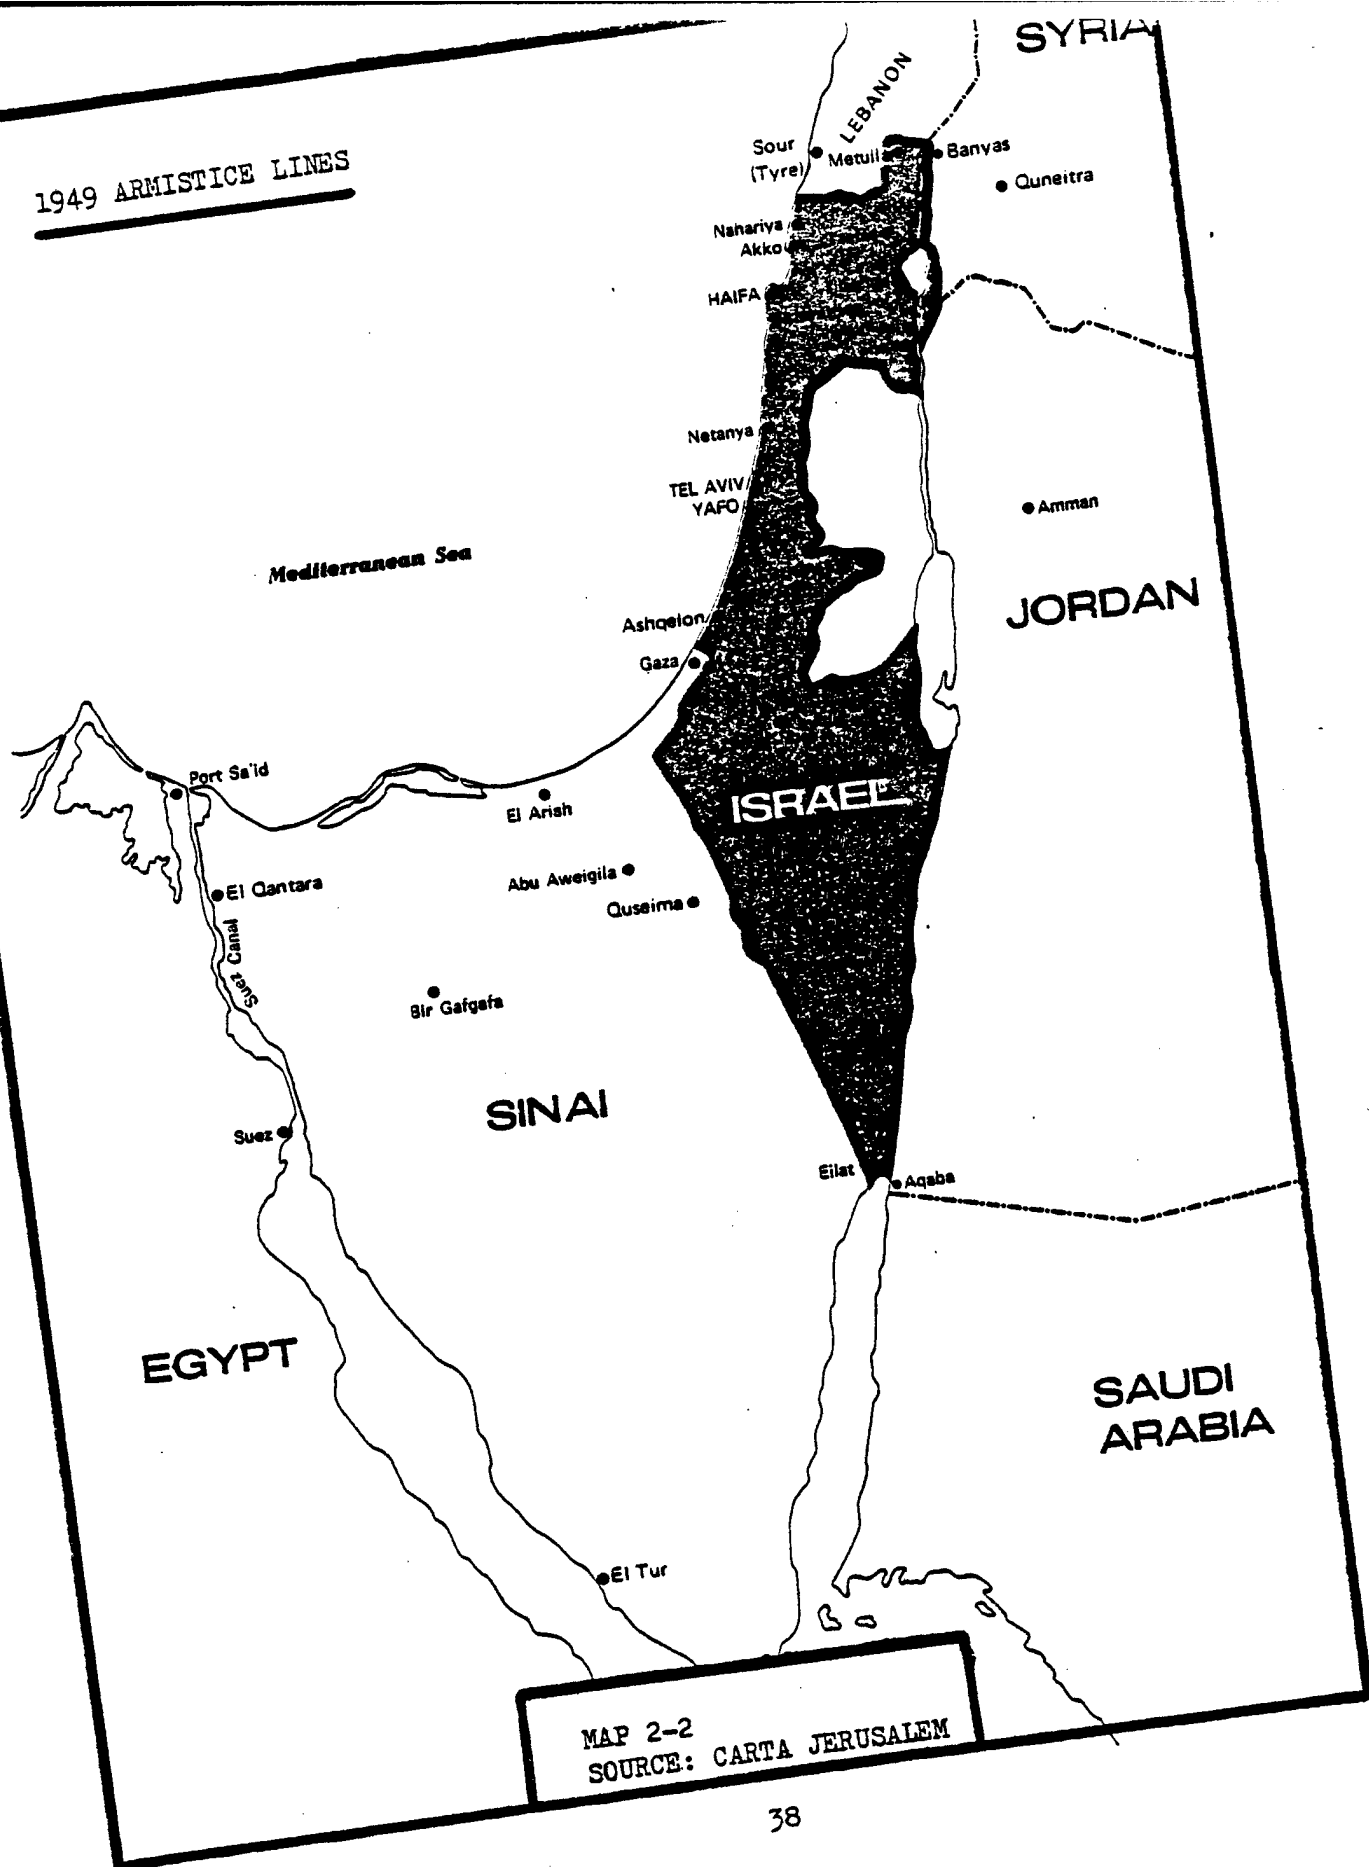 SYRIA
LEBANON
Sour
(Tyre)
Metulla
Banyas
Quneitra
1949 ARMISTICE LINES
Nahariya
Akko
HAIFA
Netanya
TEL AVIV
YAFO
Amman
Mediterranean Sea
JORDAN
Ashqelon
Gaza
Port Sa'id
El Arish
ISRAEL
Abu Aweigila
El Qantara
Quseima
Suez Canal
Bir Gafgafa
SINAI
Suez
Eilat
Aqaba
EGYPT
SAUDI
ARABIA
El Tur
MAP 2-2
SOURCE: CARTA JERUSALEM
38